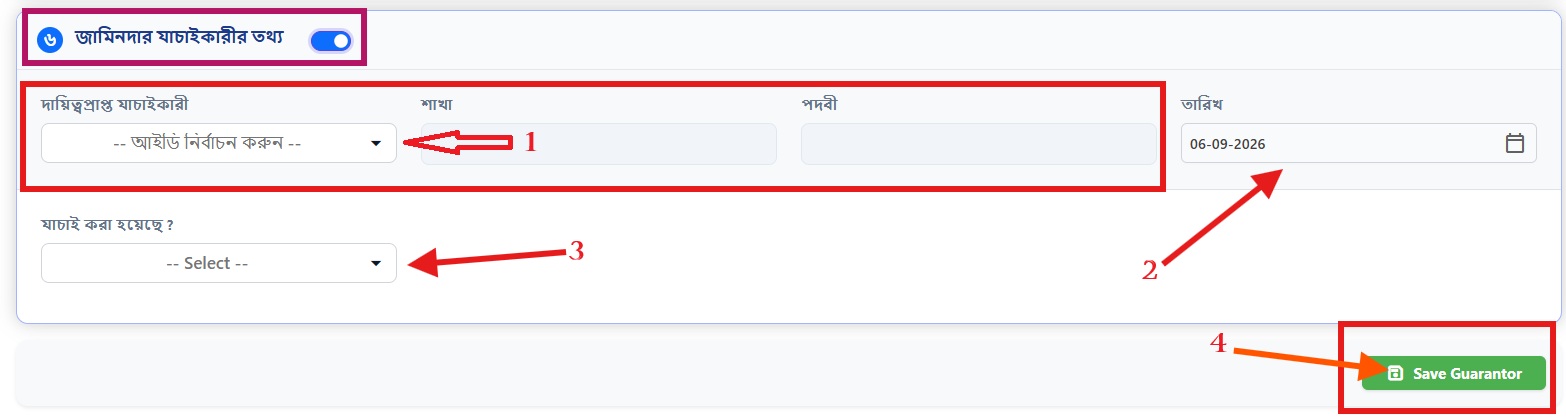 ৬ জামিনদার যাচাইকারীর তথ্য
দায়িত্বপ্রাপ্ত যাচাইকারী শাখা পদবী তারিখ
-- আইডি নির্বাচন করুন -- 1 06-09-2026
যাচাই করা হয়েছে ?
-- Select -- 3 2
4
Save Guarantor